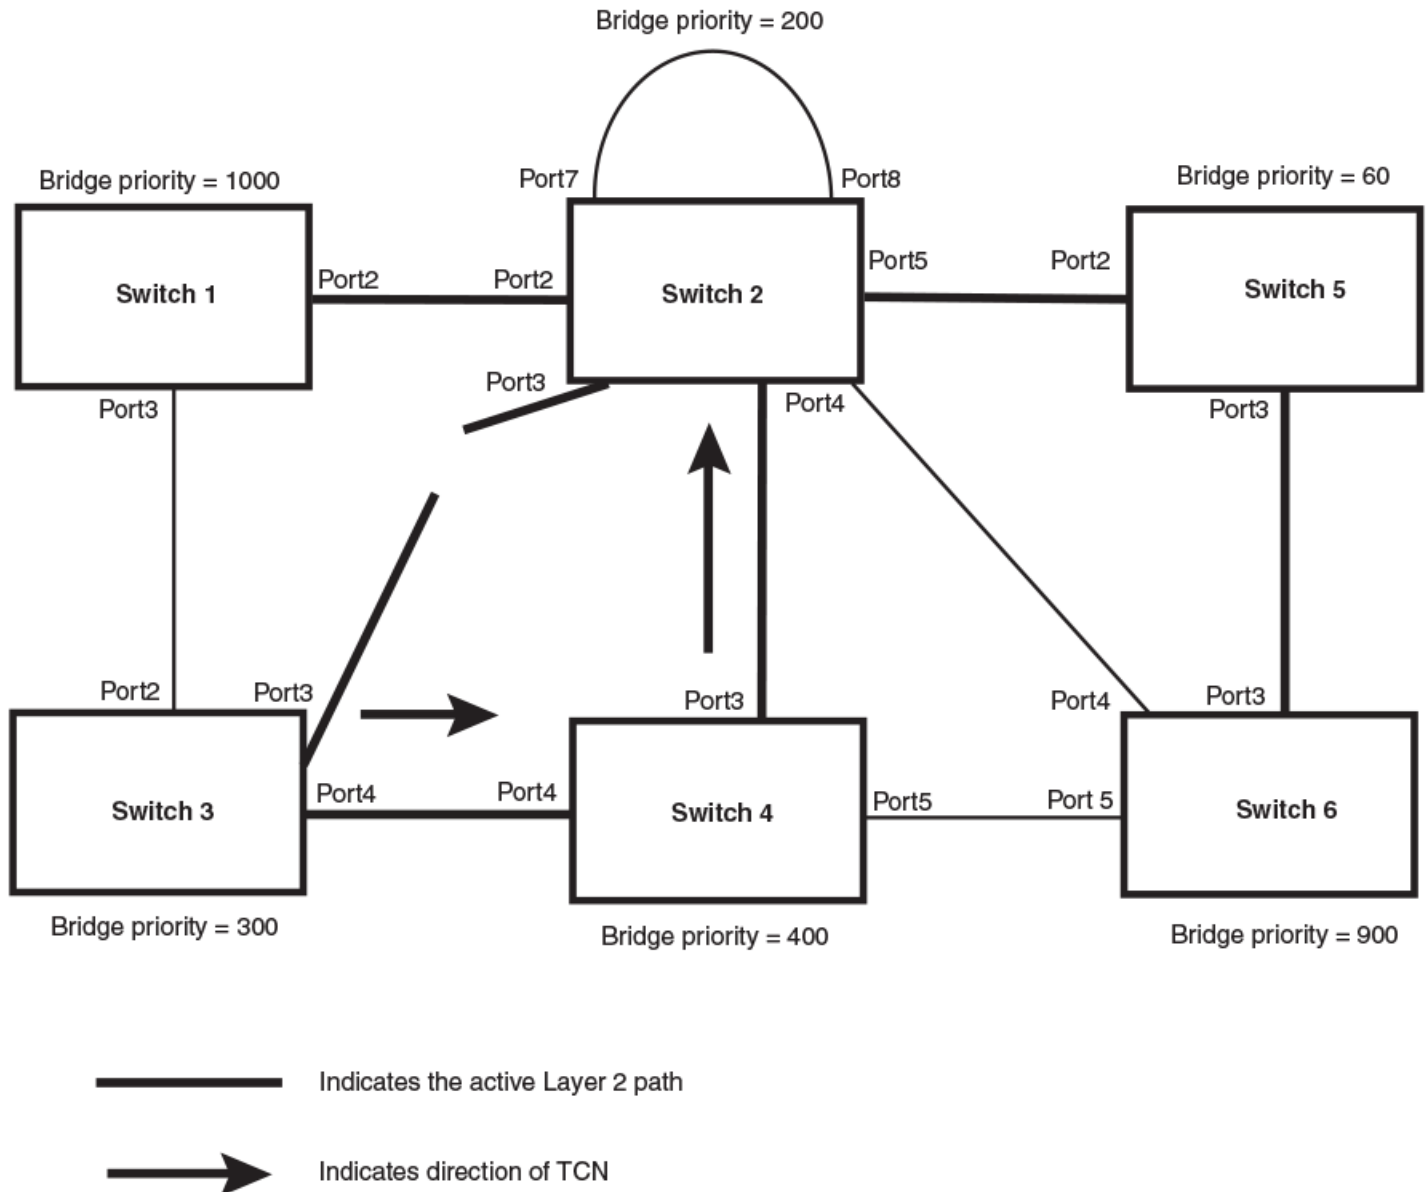 Bridge priority = 200
Port7
Port8
Bridge priority = 1000
Bridge priority = 60
Switch 1
Port2
Port2
Switch 2
Port5
Port2
Switch 5
Port3
Port3
Port4
Port3
Port2
Port3
Port3
Port4
Port3
Switch 3
Port4
Port4
Switch 4
Port5
Port 5
Switch 6
Bridge priority = 300
Bridge priority = 400
Bridge priority = 900
Indicates the active Layer 2 path
Indicates direction of TCN